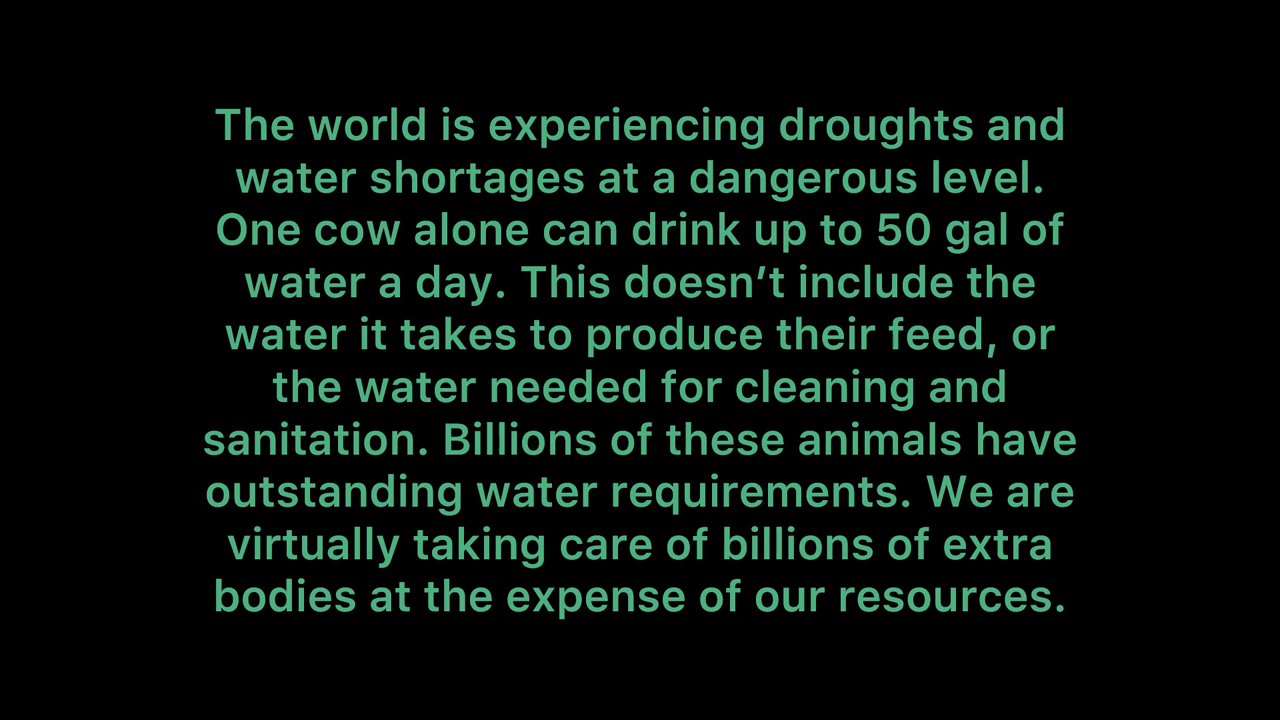 The world is experiencing droughts and
water shortages at a dangerous level.
One cow alone can drink up to 50 gal of
water a day. This doesn’t include the
water it takes to produce their feed, or
the water needed for cleaning and
sanitation. Billions of these animals have
outstanding water requirements. We are
virtually taking care of billions of extra
bodies at the expense of our resources.